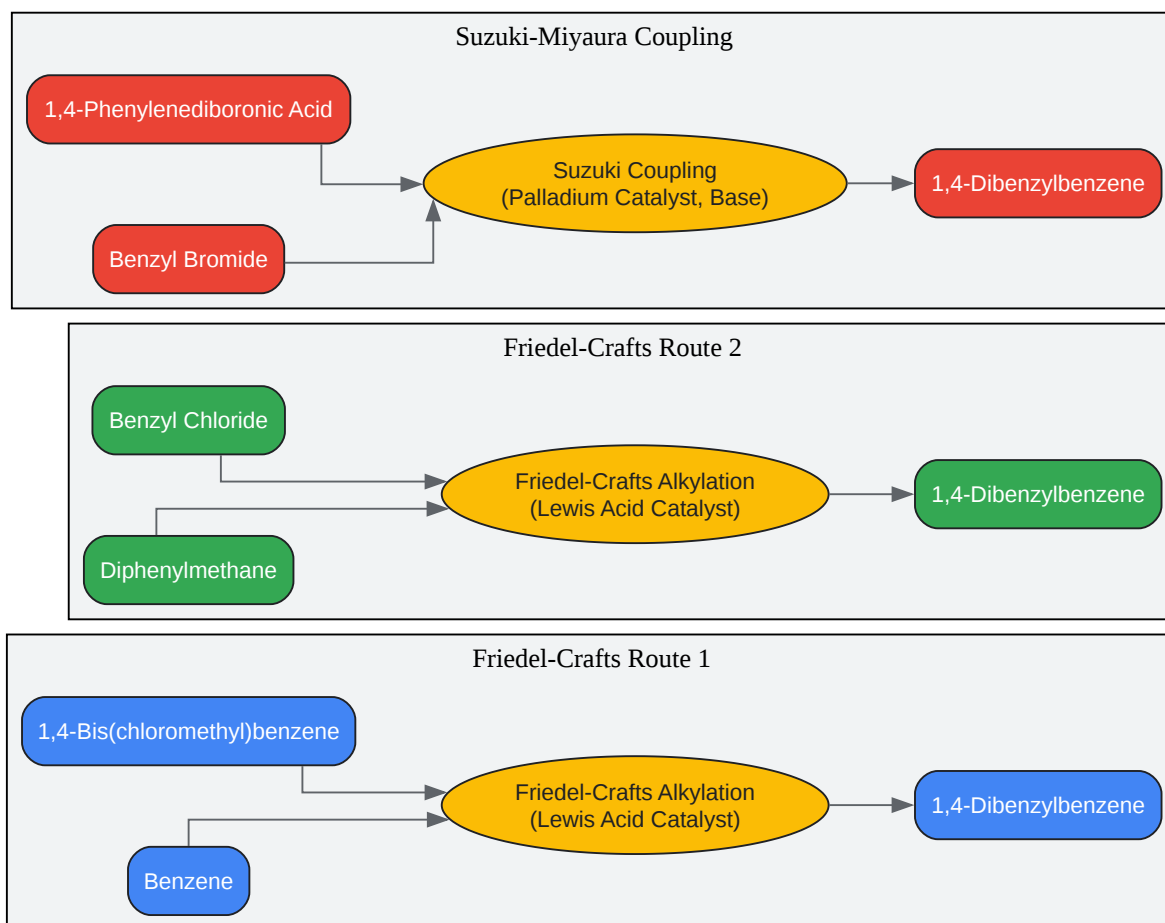 Suzuki-Miyaura Coupling
1,4-Phenylenediboronic Acid
Benzyl Bromide
Suzuki Coupling
(Palladium Catalyst, Base)
1,4-Dibenzylbenzene
Friedel-Crafts Route 2
Benzyl Chloride
Diphenylmethane
Friedel-Crafts Alkylation
(Lewis Acid Catalyst)
1,4-Dibenzylbenzene
Friedel-Crafts Route 1
1,4-Bis(chloromethyl)benzene
Benzene
Friedel-Crafts Alkylation
(Lewis Acid Catalyst)
1,4-Dibenzylbenzene